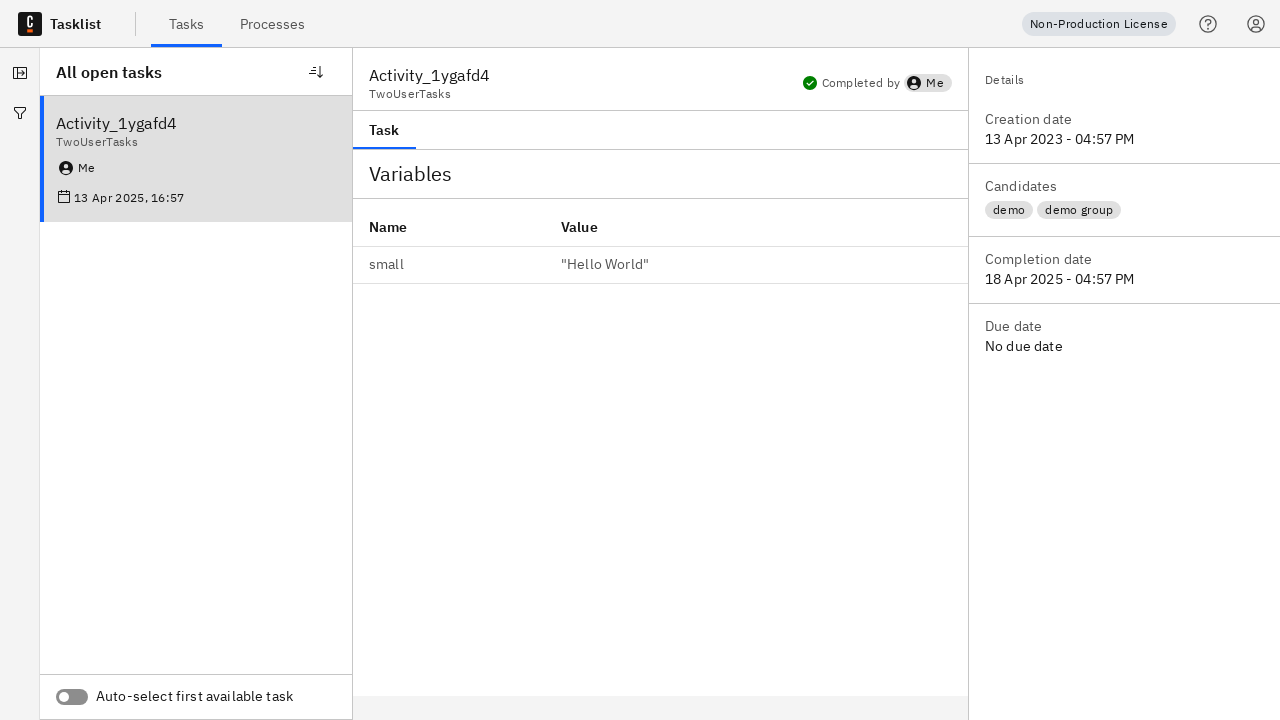 Tasklist
Tasks
Processes
Non-Production License
All open tasks
Activity_1ygafd4
TwoUserTasks
Me
13 Apr 2025, 16:57
Auto-select first available task
Activity_1ygafd4
TwoUserTasks
Completed by
Me
Task
Variables
Name Value
small "Hello World"
Details
Creation date
13 Apr 2023 - 04:57 PM
Candidates
demo demo group
Completion date
18 Apr 2025 - 04:57 PM
Due date
No due date